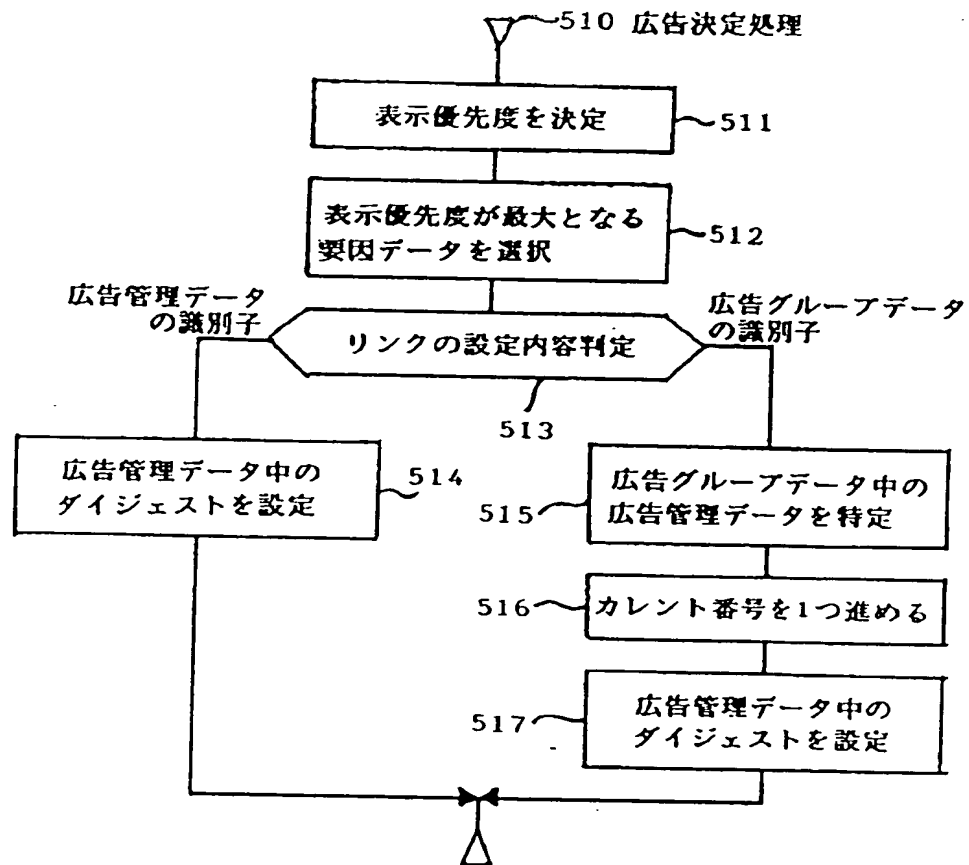 510 広告決定処理
表示優先度を決定
511
表示優先度が最大となる
要因データを選択
512
広告管理データ
の識別子
広告グループデータ
の識別子
リンクの設定内容判定
513
広告管理データ中の
ダイジェストを設定
514
広告グループデータ中の
広告管理データを特定
515
516
カレント番号を1つ進める
広告管理データ中の
ダイジェストを設定
517